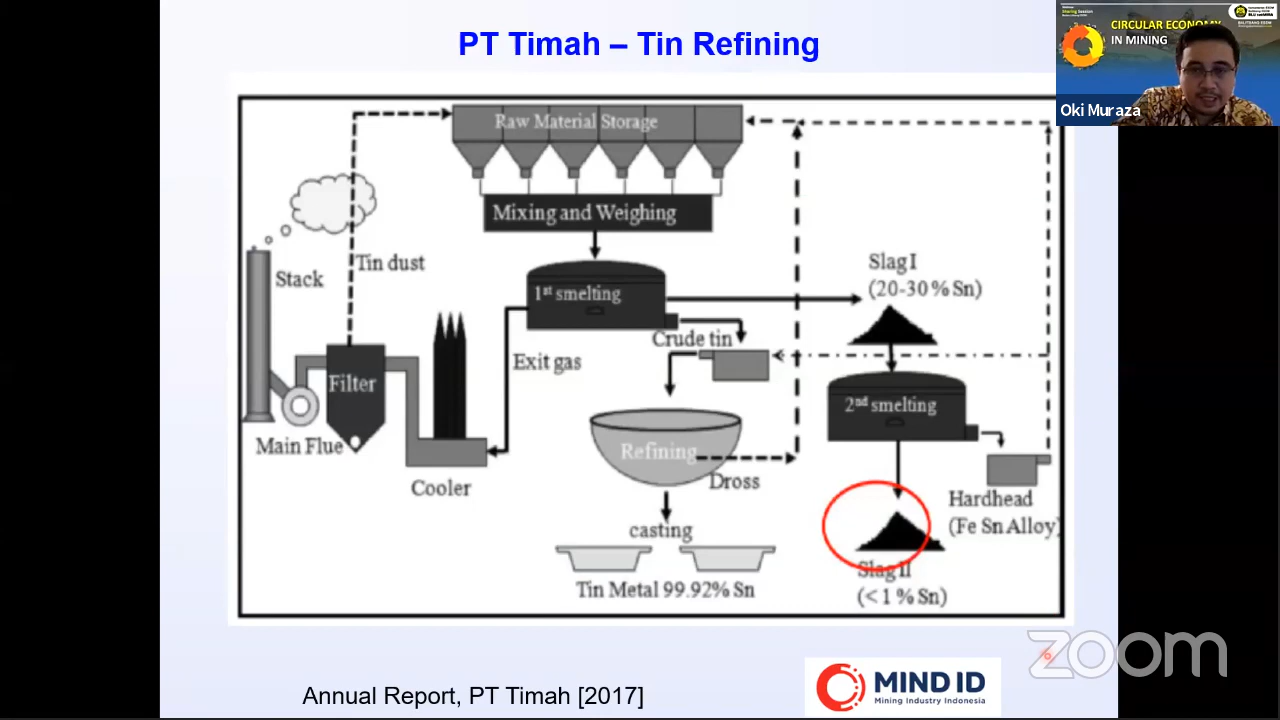 PT Timah – Tin Refining
Sharing Session
CIRCULAR ECONOMY
IN MINING
Oki Muraza
Raw Material Storage
Mixing and Weighing
Stack
Tin dust
1st smelting
Slag I
(20-30 % Sn)
Crude tin
Exit gas
Filter
2nd smelting
Main Flue
Refining
Cooler
Dross
Hardhead
(Fe Sn Alloy)
casting
Slag II
Tin Metal 99.92% Sn
(< 1 % Sn)
zoom
MIND ID
Mining Industry Indonesia
Annual Report, PT Timah [2017]